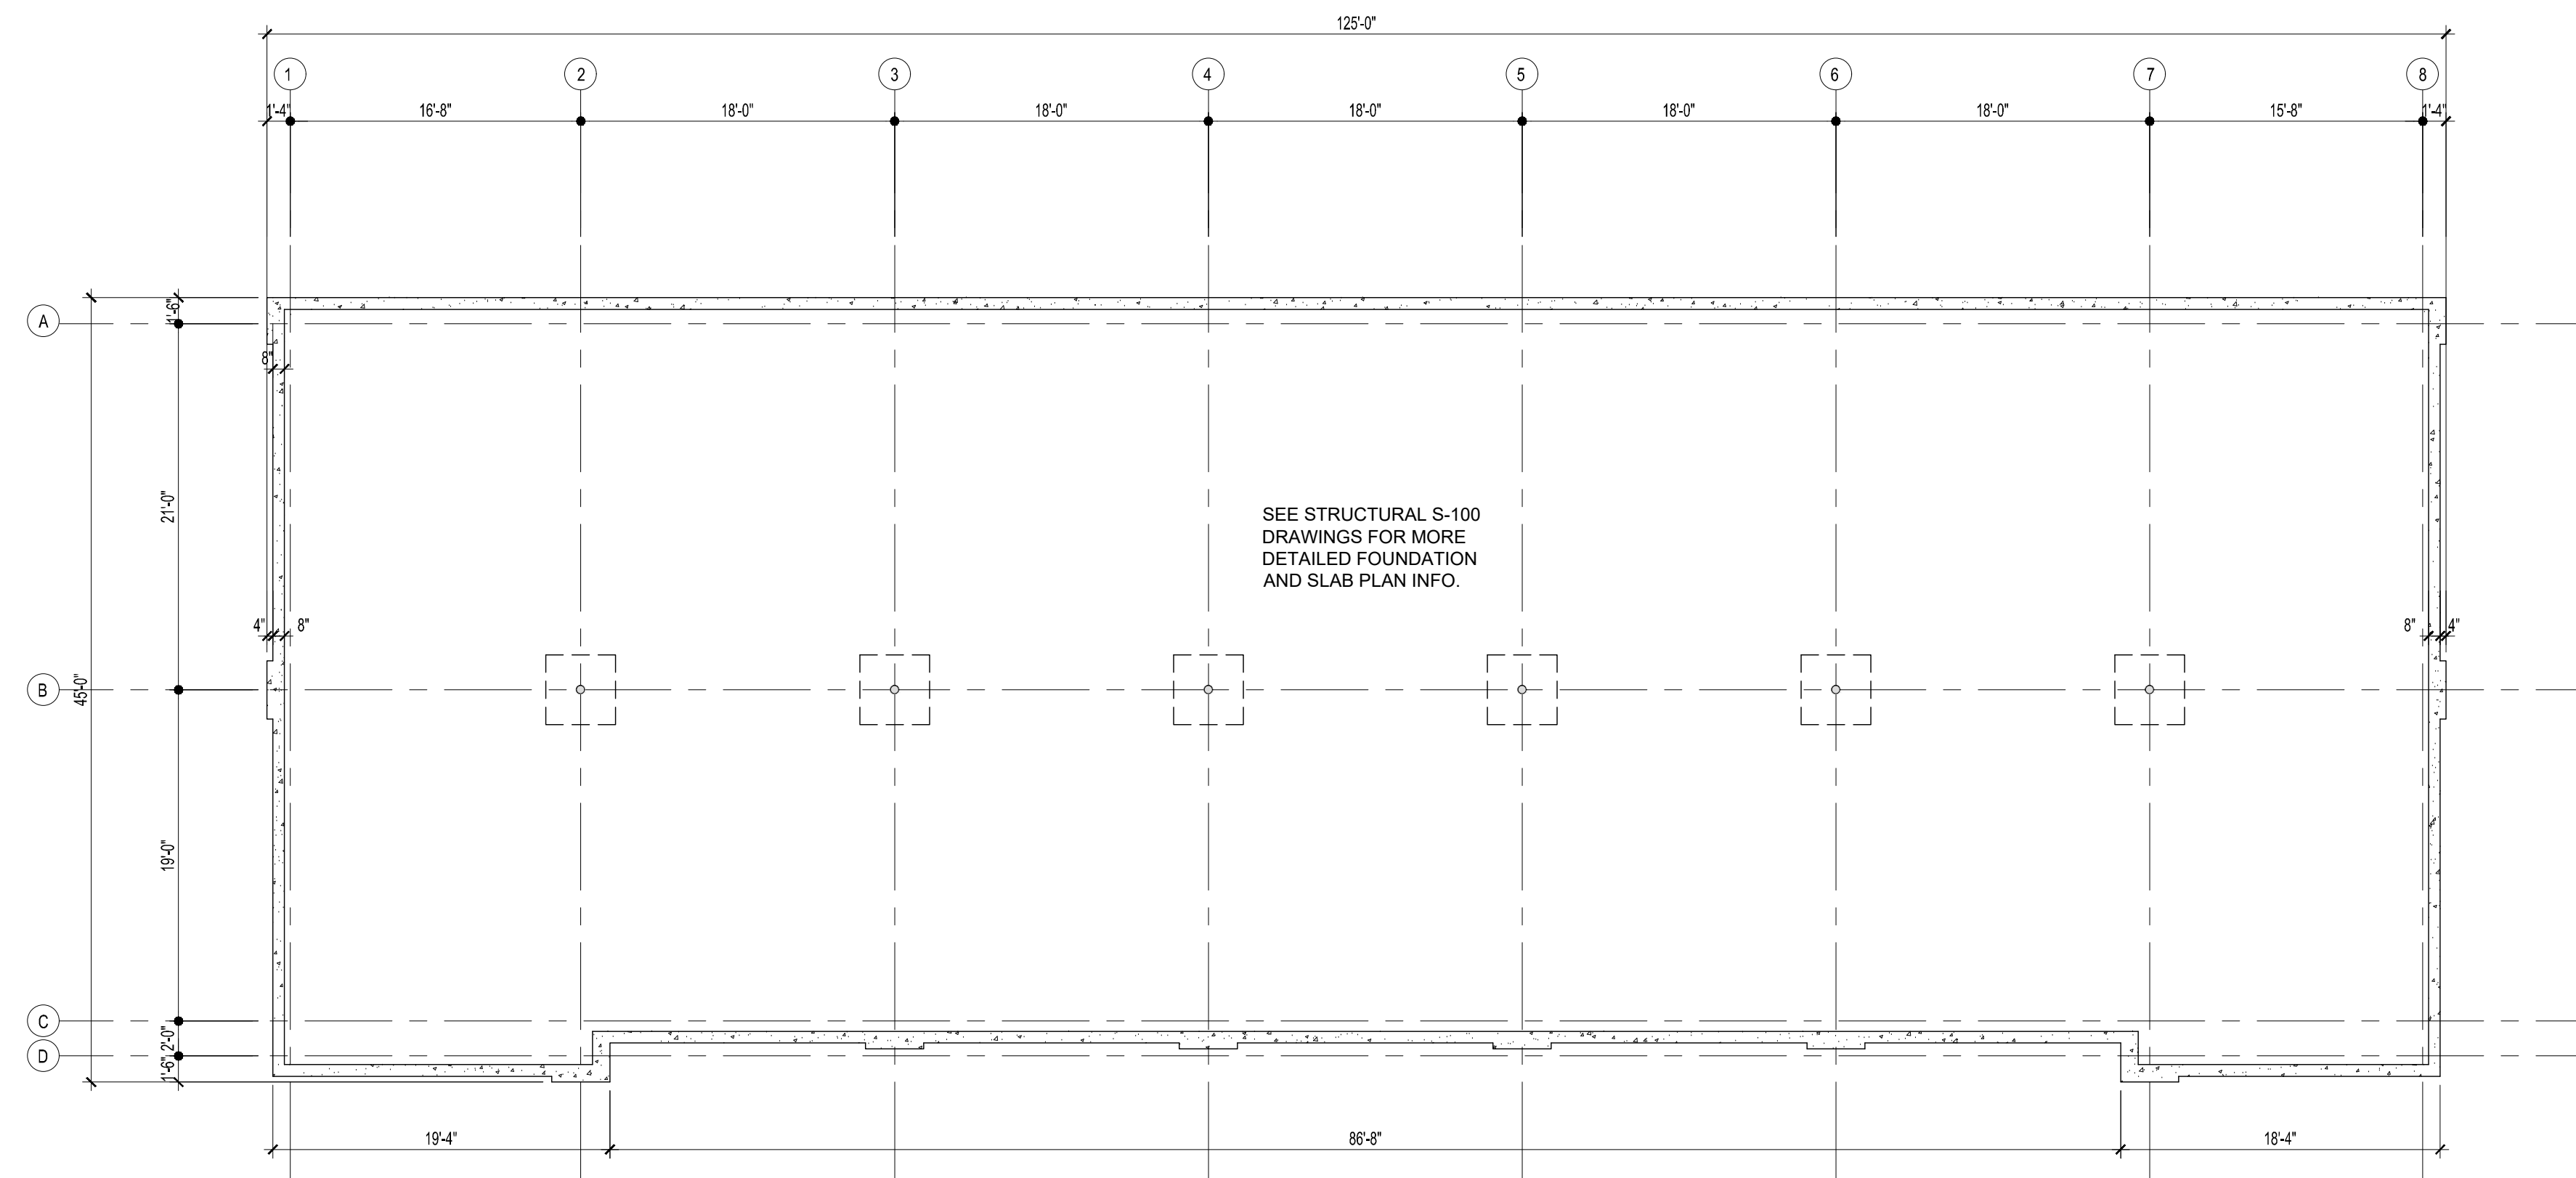 125'-0"
1 2 3 4 5 6 7 8
1'-4" 16'-8" 18'-0" 18'-0" 18'-0" 18'-0" 18'-0" 15'-8" 1'-4"
1'-6"
A
8"
21'-0"
SEE STRUCTURAL S-100
DRAWINGS FOR MORE
DETAILED FOUNDATION
AND SLAB PLAN INFO.
4" 8" 8" 4"
B
45'-0"
19'-0"
C
2'-0"
D
1'-6"
19'-4" 86'-8" 18'-4"